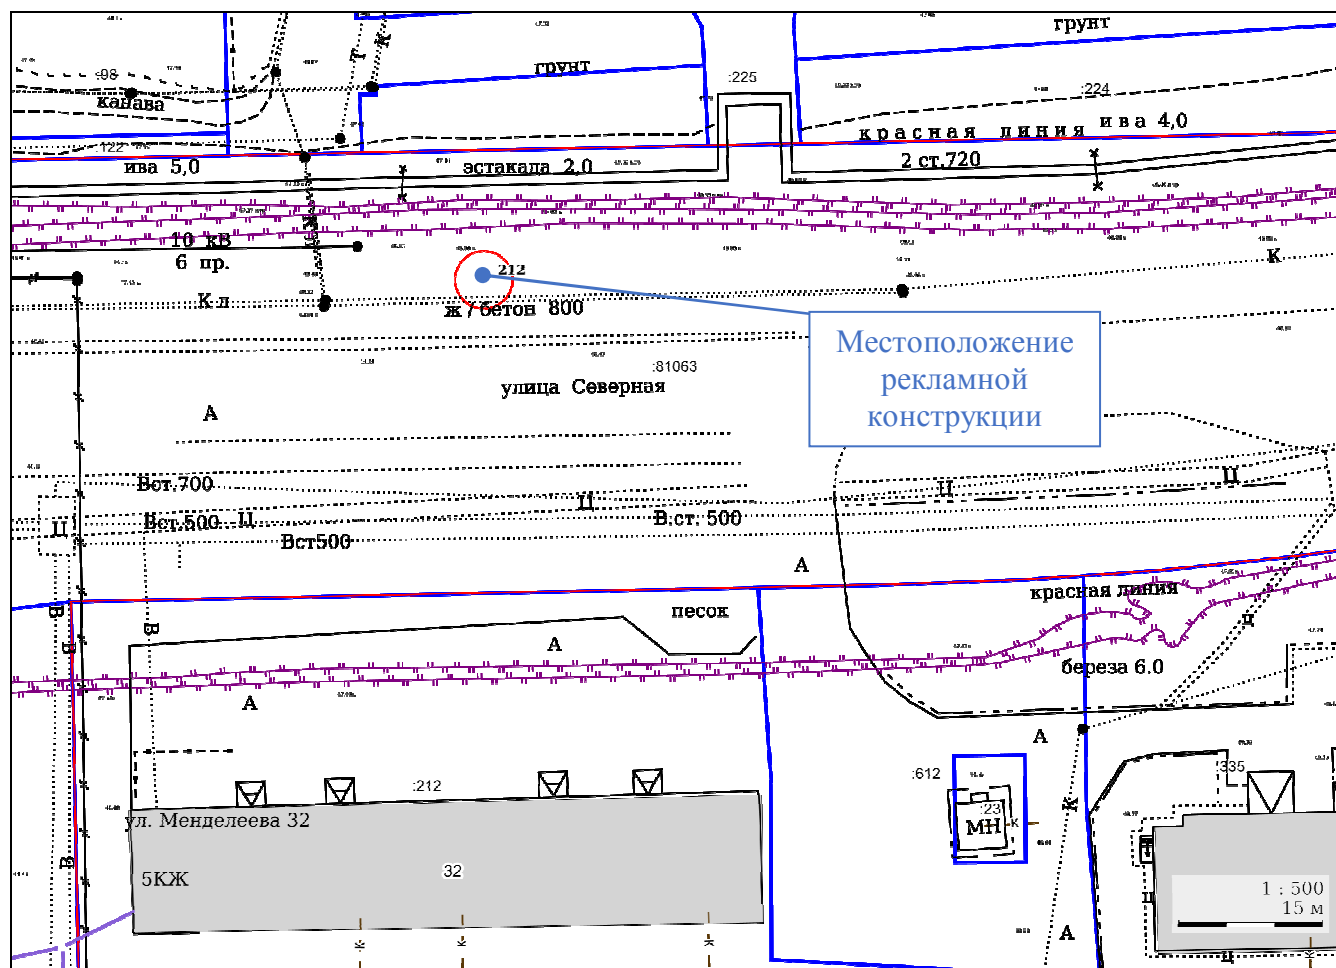 грунт
Т
К
:98
канава
грунт
:225
:224
122
красная линия
ива 4,0
ива 5,0
эстакада 2,0
2 ст.720
10 кВ
6 пр.
212
К
К л
ж / бетон 800
Местоположение
рекламной
конструкции
:81063
улица Северная
А
Вст.700
Ц
Ц
Ц
Ц
Вст.500
Ц
В.ст. 500
Вст500
А
красная линия
В
песок
В
В
А
ц
береза 6.0
А
А
:612
335
:212
:23
К
МН
К
ул. Менделеева 32
Т
В
5КЖ
32
1 : 500
15 м
ц
А
ц